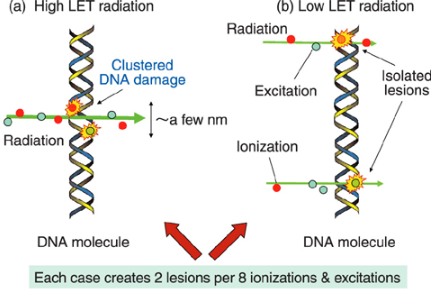 (a) High LET radiation
Clustered
DNA damage
~a few nm
Radiation
DNA molecule
(b) Low LET radiation
Radiation
Excitation
Isolated
lesions
Ionization
DNA molecule
Each case creates 2 lesions per 8 ionizations & excitations